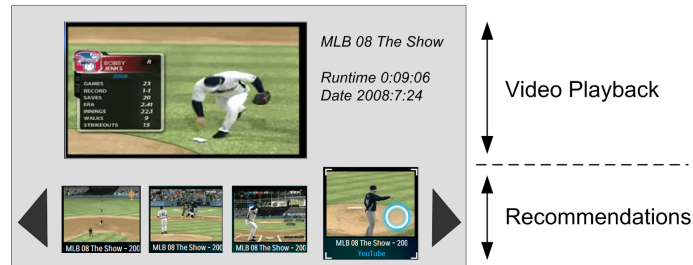 MLB 08 The Show
Runtime 0:09:06
Date 2008:7:24
BOBBY R
JENKS
2008
GAMES 23
RECORD 1-1
SAVES 20
ERA 2.41
INNINGS 22.1
WALKS 9
STRIKEOUTS 15
Video Playback
MLB 08 The Show - 200
MLB 08 The Show - 200
MLB 08 The Show - 200
MLB 08 The Show - 200
YouTube
Recommendations